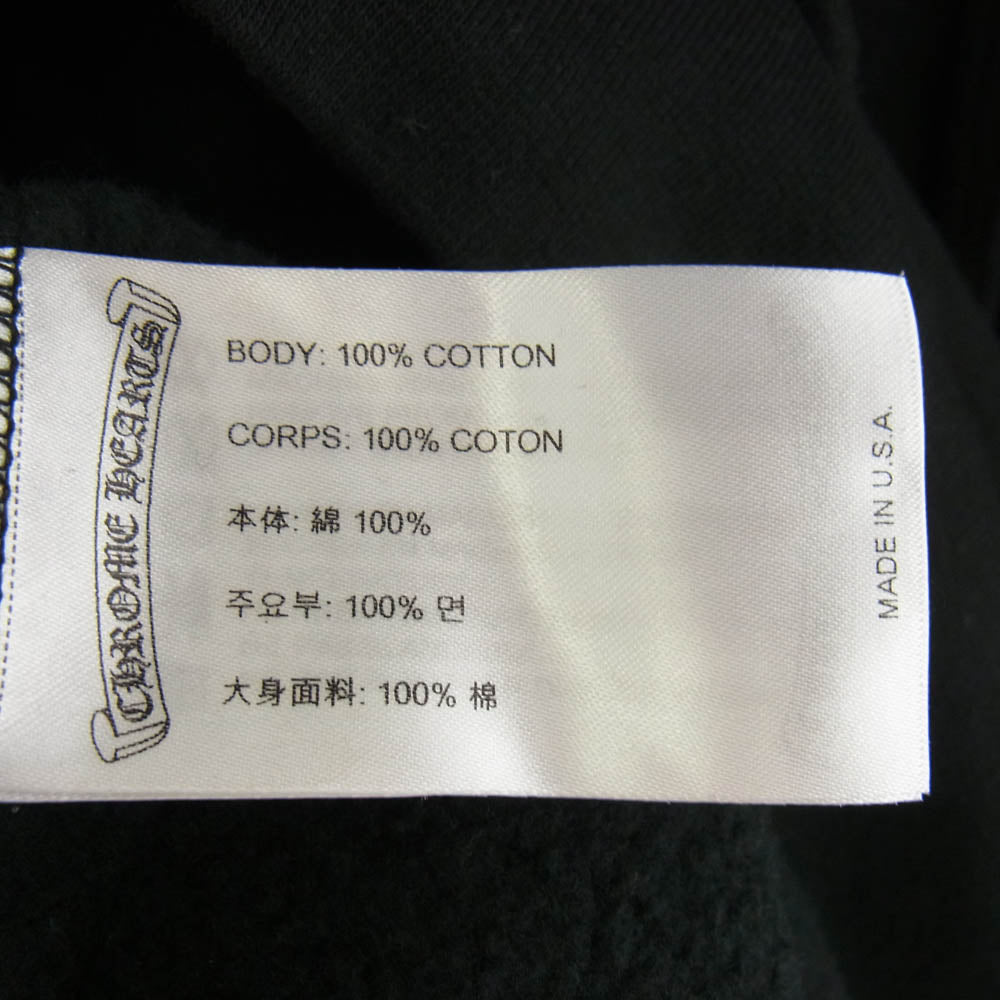 CHROME HEARTS
BODY: 100% COTTON
CORPS: 100% COTON
本体: 綿 100%
주요부: 100% 면
大身面料: 100% 棉
MADE IN U.S.A.